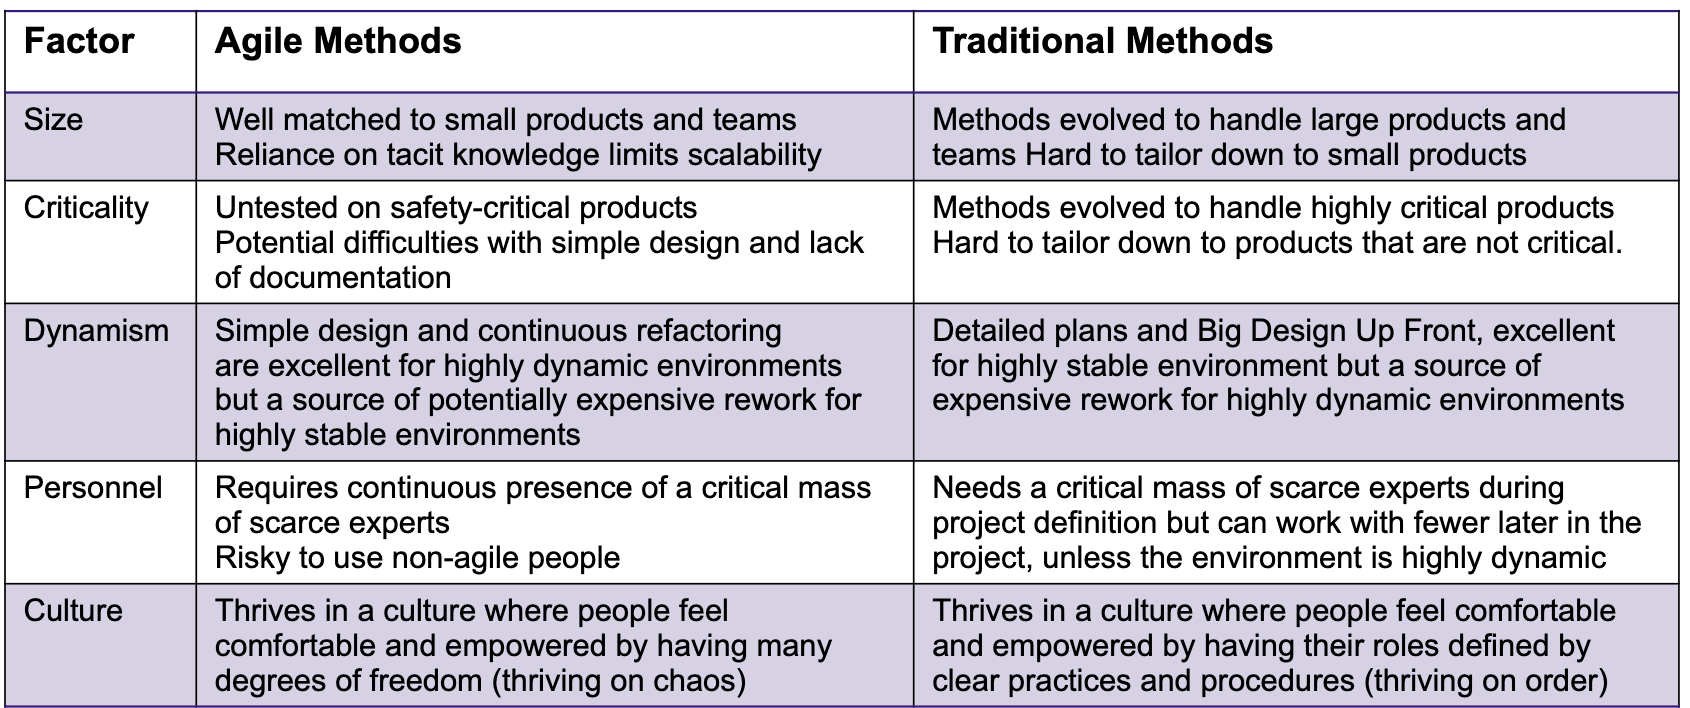 Factor
Agile Methods
Traditional Methods
Size
Well matched to small products and teams
Reliance on tacit knowledge limits scalability
Methods evolved to handle large products and
teams Hard to tailor down to small products
Criticality
Untested on safety-critical products
Potential difficulties with simple design and lack
of documentation
Methods evolved to handle highly critical products
Hard to tailor down to products that are not critical.
Dynamism
Simple design and continuous refactoring
are excellent for highly dynamic environments
but a source of potentially expensive rework for
highly stable environments
Detailed plans and Big Design Up Front, excellent
for highly stable environment but a source of
expensive rework for highly dynamic environments
Personnel
Requires continuous presence of a critical mass
of scarce experts
Risky to use non-agile people
Needs a critical mass of scarce experts during
project definition but can work with fewer later in the
project, unless the environment is highly dynamic
Culture
Thrives in a culture where people feel
comfortable and empowered by having many
degrees of freedom (thriving on chaos)
Thrives in a culture where people feel comfortable
and empowered by having their roles defined by
clear practices and procedures (thriving on order)